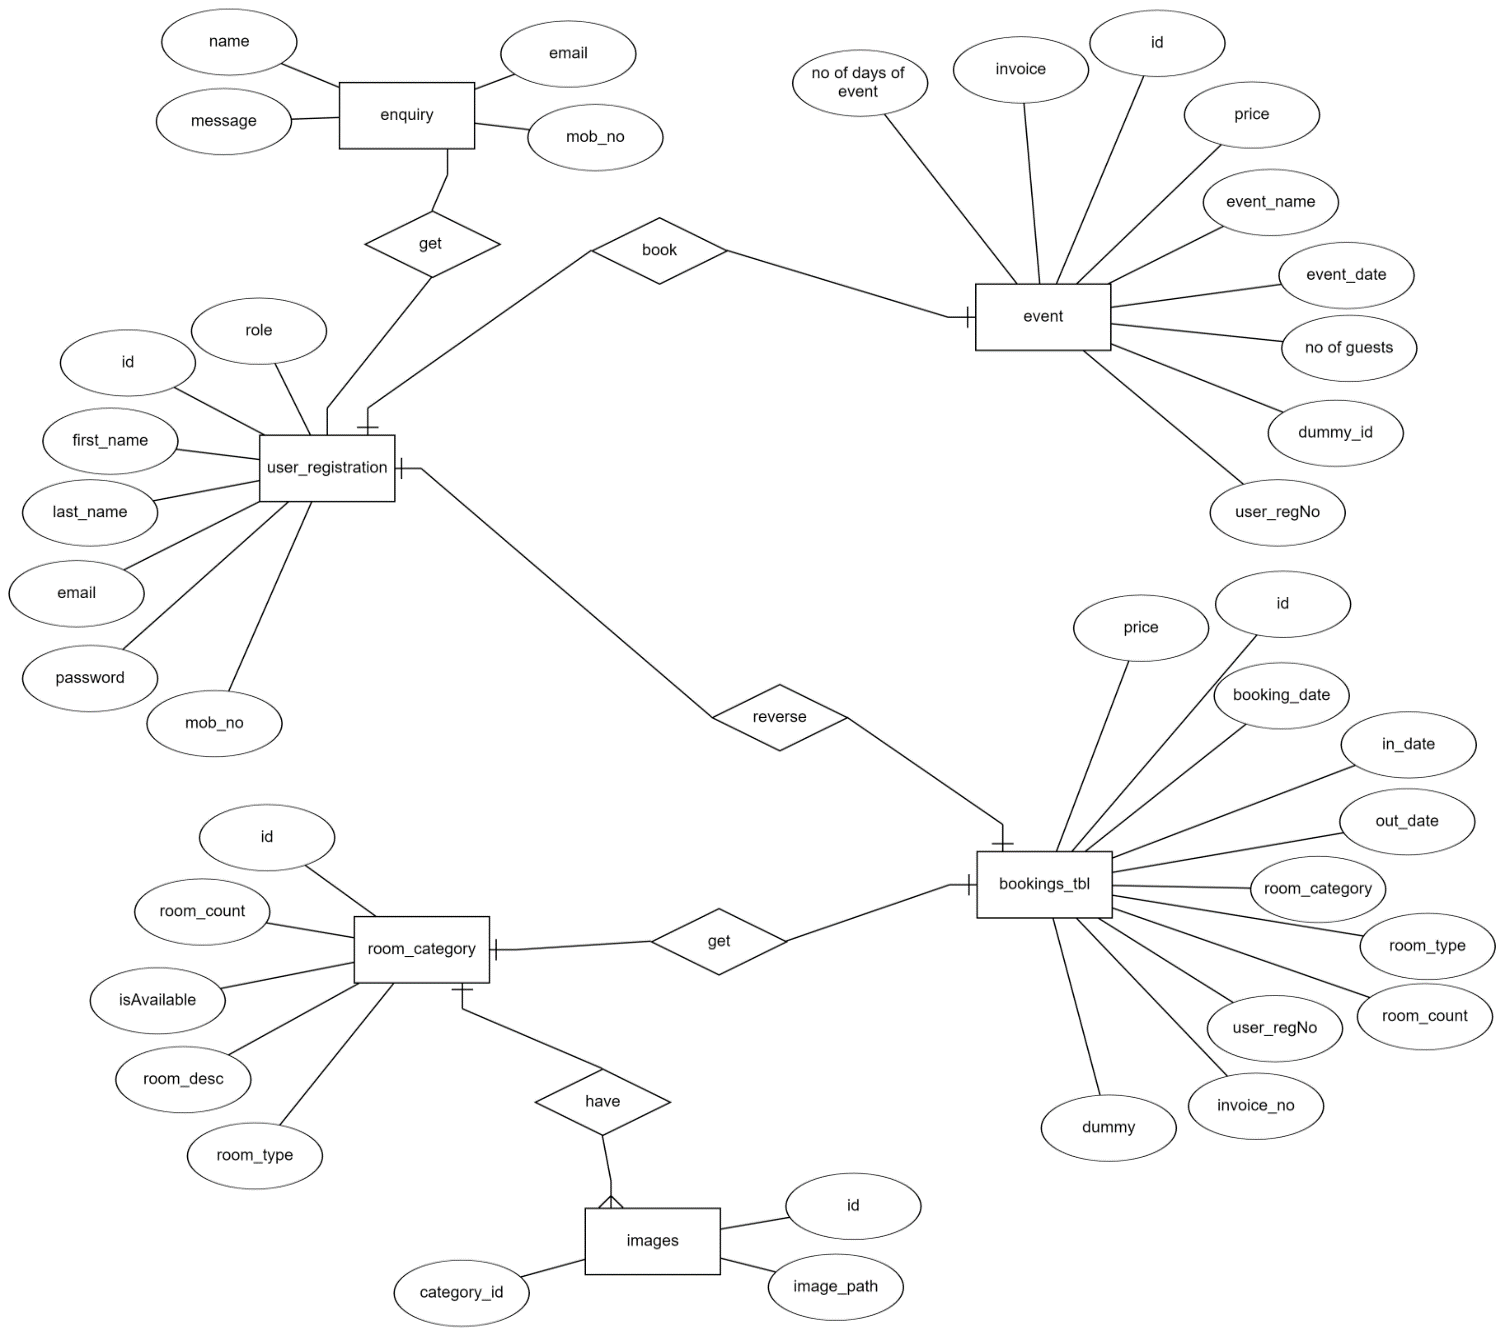 name
email
message
enquiry
mob_no
get
no of days of
event
invoice
id
price
event_name
event_date
no of guests
dummy_id
user_regNo
event
book
role
id
first_name
last_name
email
password
mob_no
user_registration
reverse
price
id
booking_date
in_date
out_date
room_category
room_type
room_count
user_regNo
invoice_no
dummy
bookings_tbl
get
id
room_count
isAvailable
room_desc
room_type
room_category
have
images
id
image_path
category_id